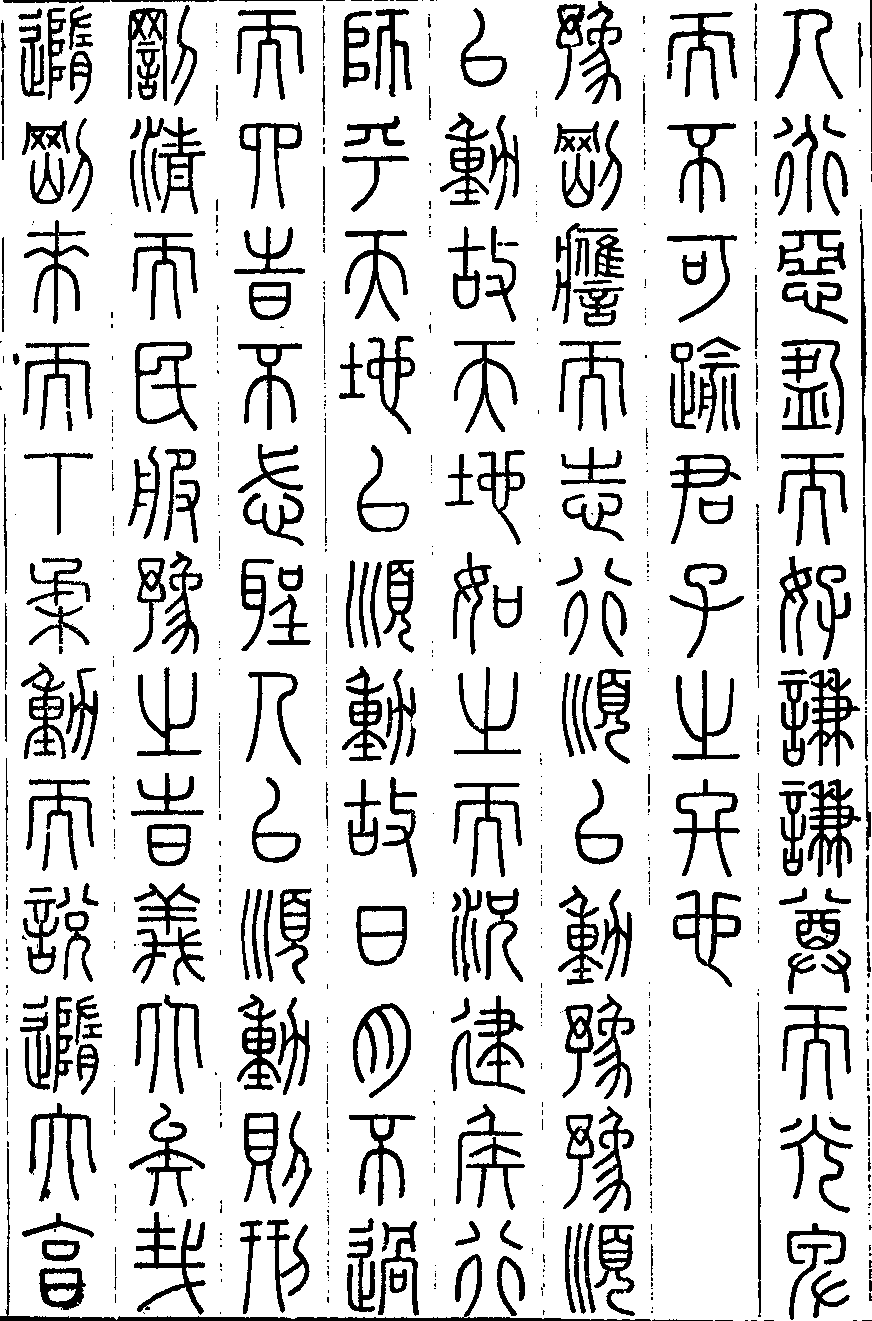 人道惡盈而好謙謙尊而光卑
而不可踰君子之終也
豫剛應而志行順以動豫豫順
以動故天地如之而況建侯行
師乎天地以順動故日月不過
而四時不忒聖人以順動則刑
罰清而民服豫之時義大矣哉
隨剛來而下柔動而說隨大亨